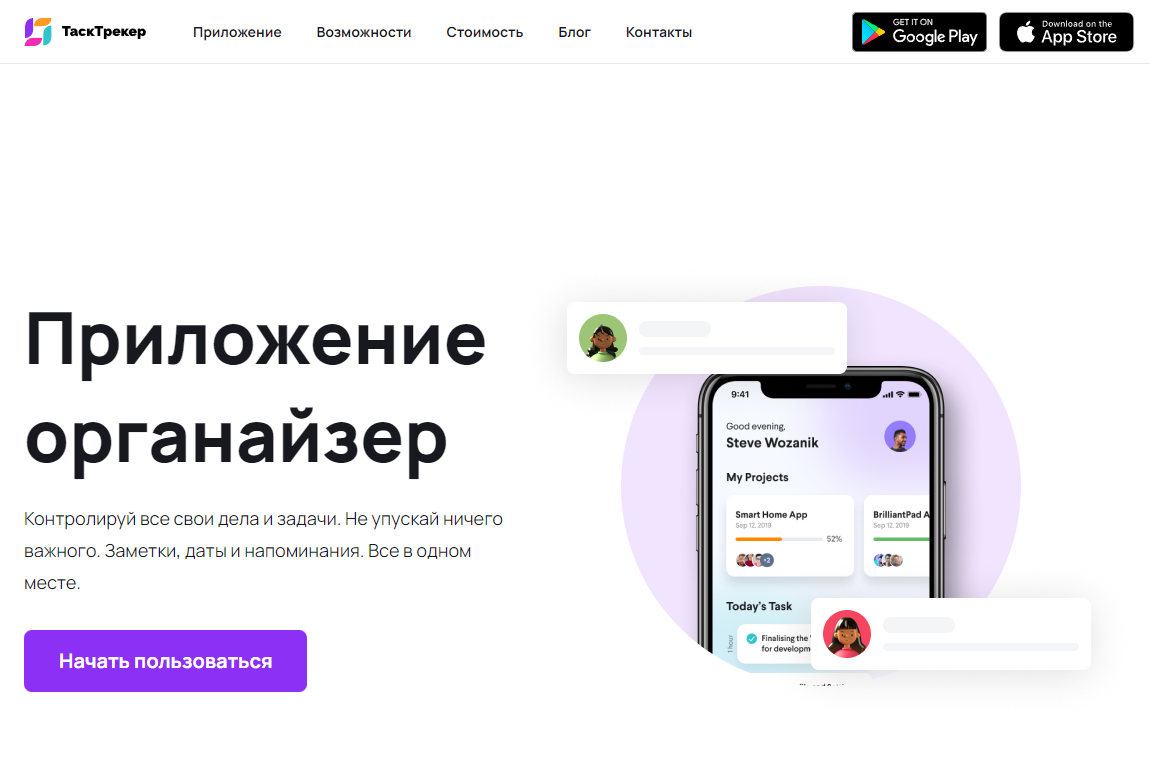 ТаскТрекер
Приложение
Возможности
Стоимость
Блог
Контакты
GET IT ON
Google Play
Download on the
App Store
Приложение
органайзер
Контролируй все свои дела и задачи. Не упускай ничего
важного. Заметки, даты и напоминания. Все в одном
месте.
Начать пользоваться
9:41
Good evening,
Steve Wozanik
My Projects
Smart Home App
Sep 12, 2019
52%
+2
BrilliantPad A
Sep 12, 2019
Today's Task
1 hour
Finalising the
for developm